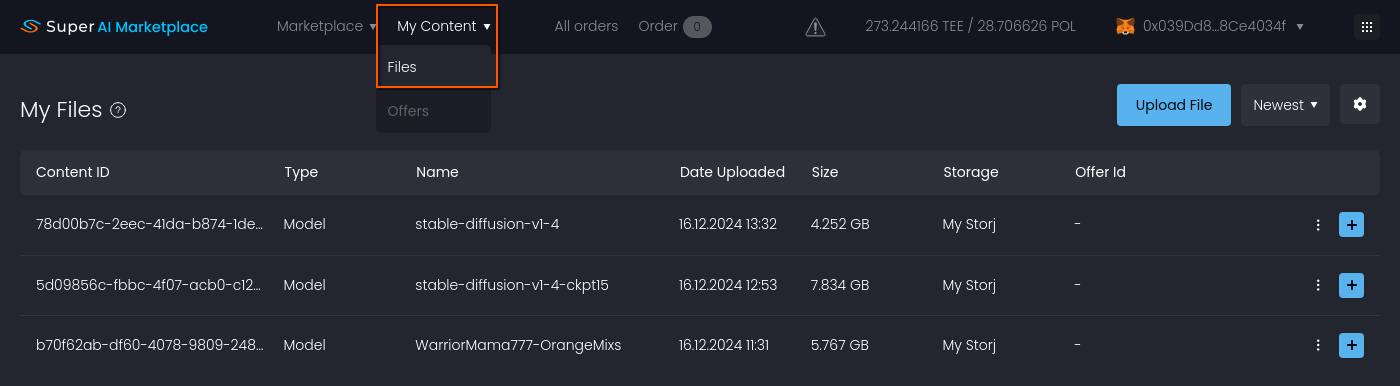 Super AI Marketplace Marketplace My Content All orders Order 0 273.244166 TEE / 28.706626 POL 0x039Dd8...8Ce4034f
Files
Offers
My Files ? Upload File Newest
Content ID Type Name Date Uploaded Size Storage Offer Id
78d00b7c-2eec-41da-b874-1de... Model stable-diffusion-v1-4 16.12.2024 13:32 4.252 GB My Storj -
5d09856c-fbbc-4f07-acb0-c12... Model stable-diffusion-v1-4-ckpt15 16.12.2024 12:53 7.834 GB My Storj -
b70f62ab-df60-4078-9809-248... Model WarriorMama777-OrangeMixs 16.12.2024 11:31 5.767 GB My Storj -